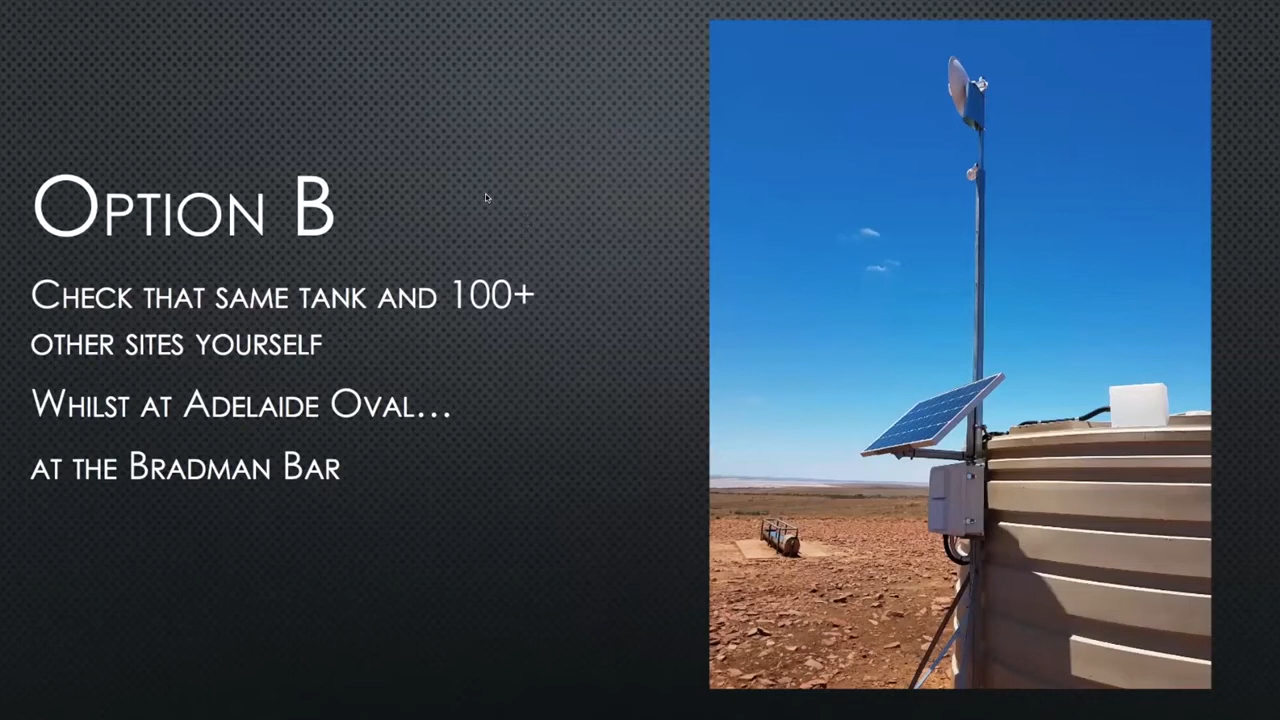 Option B
Check that same tank and 100+
other sites yourself
Whilst at Adelaide Oval…
at the Bradman Bar